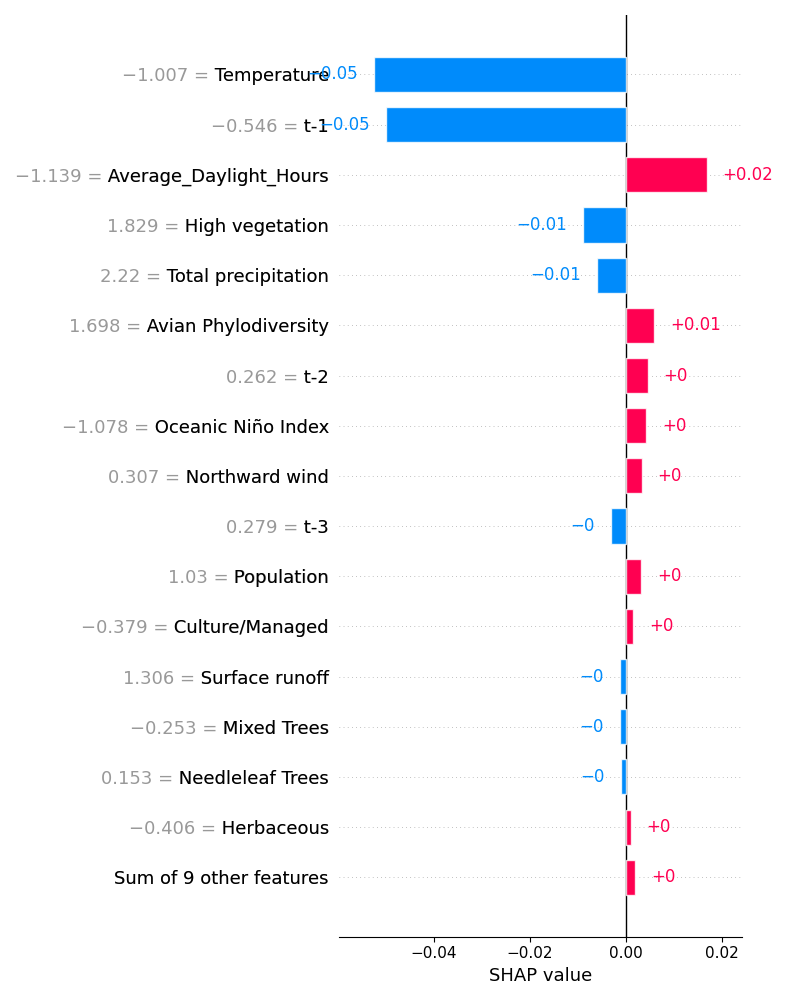 −1.007 = Temperature −0.05
−0.546 = t-1 −0.05
−1.139 = Average_Daylight_Hours +0.02
1.829 = High vegetation −0.01
2.22 = Total precipitation −0.01
1.698 = Avian Phylodiversity +0.01
0.262 = t-2 +0
−1.078 = Oceanic Niño Index +0
0.307 = Northward wind +0
0.279 = t-3 −0
1.03 = Population +0
−0.379 = Culture/Managed +0
1.306 = Surface runoff −0
−0.253 = Mixed Trees −0
0.153 = Needleleaf Trees −0
−0.406 = Herbaceous +0
Sum of 9 other features +0
−0.04 −0.02 0.00 0.02
SHAP value